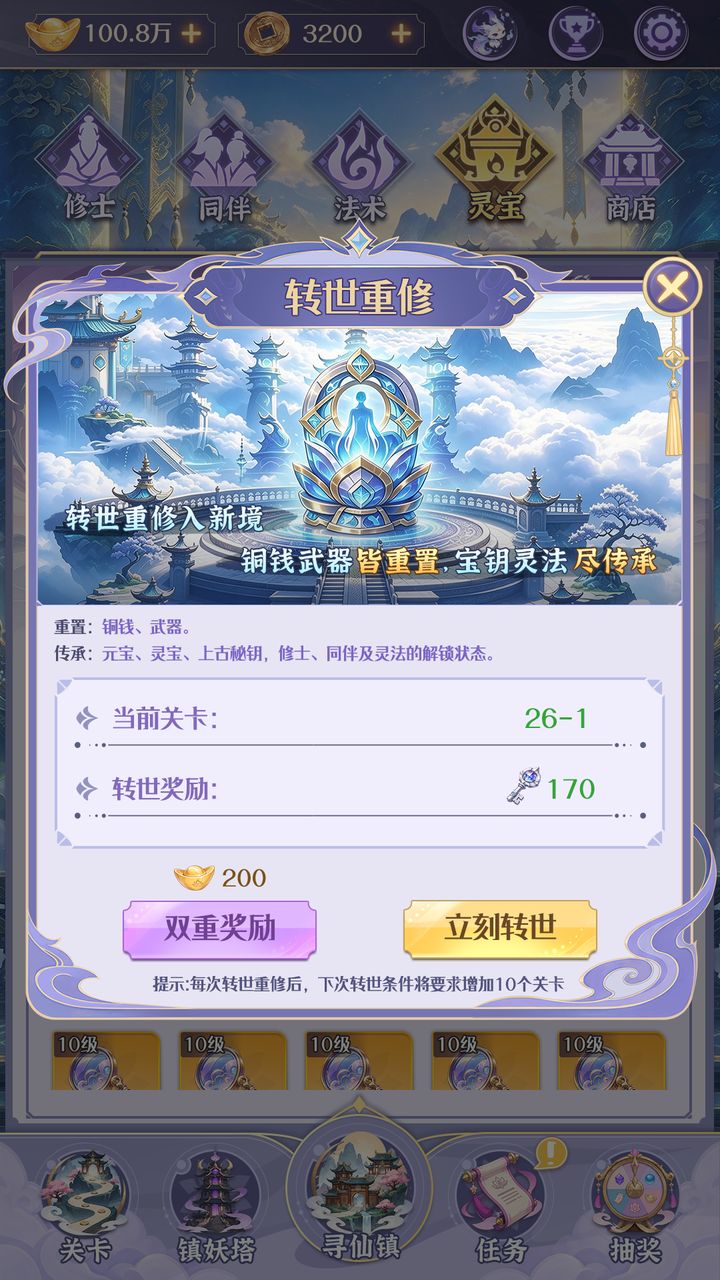 100.8万
3200
修士
同伴
法术
灵宝
商店
转世重修
转世重修入新境
铜钱武器皆重置，宝钥灵法尽传承
重置：铜钱、武器。
传承：元宝、灵宝、上古秘钥，修士、同伴及灵法的解锁状态。
当前关卡： 26-1
转世奖励： 170
200
双重奖励
立刻转世
提示:每次转世重修后，下次转世条件将要求增加10个关卡
10级 10级 10级 10级 10级
关卡
镇妖塔
寻仙镇
任务
抽奖